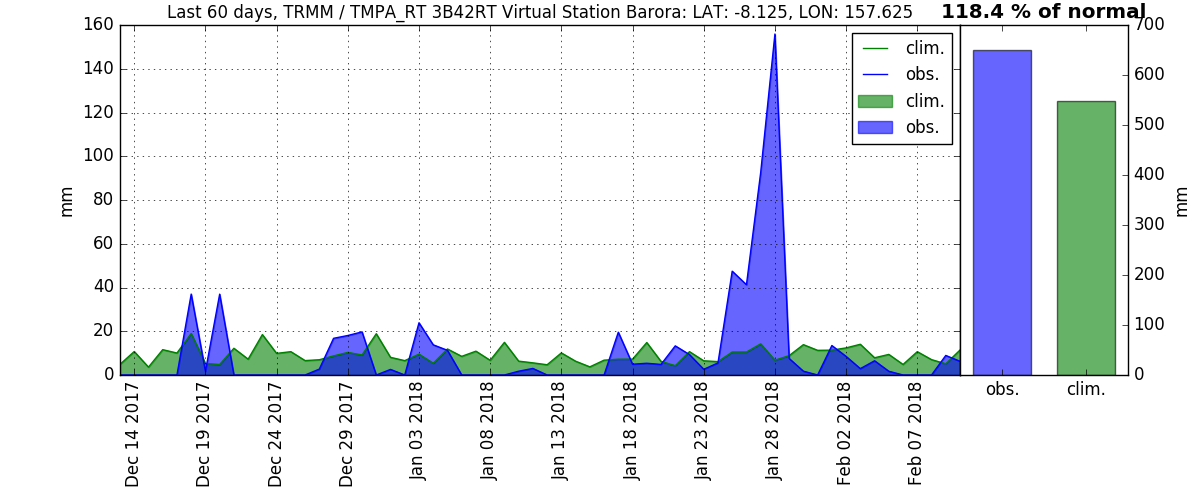 Last 60 days, TRMM / TMPA_RT 3B42RT Virtual Station Barora: LAT: -8.125, LON: 157.625
118.4 % of normal
160
140
120
100
80
60
40
20
0
mm
clim.
obs.
clim.
obs.
700
600
500
400
300
200
100
0
mm
obs.
clim.
Dec 14 2017
Dec 19 2017
Dec 24 2017
Dec 29 2017
Jan 03 2018
Jan 08 2018
Jan 13 2018
Jan 18 2018
Jan 23 2018
Jan 28 2018
Feb 02 2018
Feb 07 2018